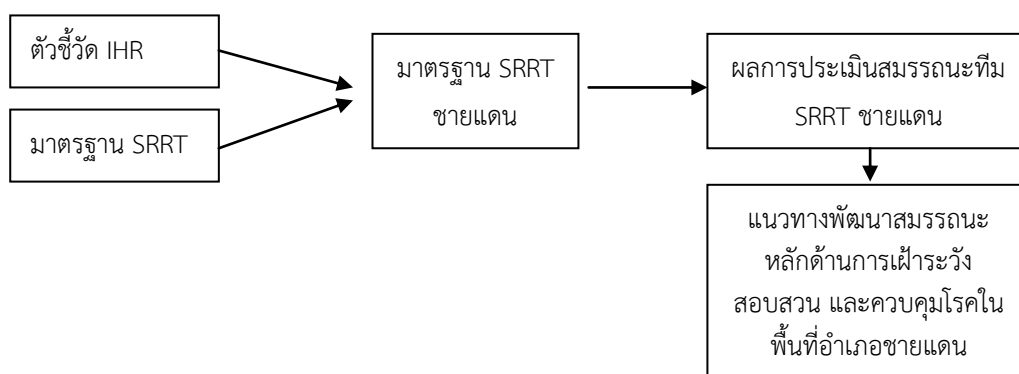 ตัวชี้วัด IHR
มาตรฐาน SRRT
มาตรฐาน SRRT
ชายแดน
ผลการประเมินสมรรถนะทีม
SRRT ชายแดน
แนวทางพัฒนาสมรรถนะ
หลักด้านการเฝ้าระวัง
สอบสวน และควบคุมโรคใน
พื้นที่อำเภอชายแดน